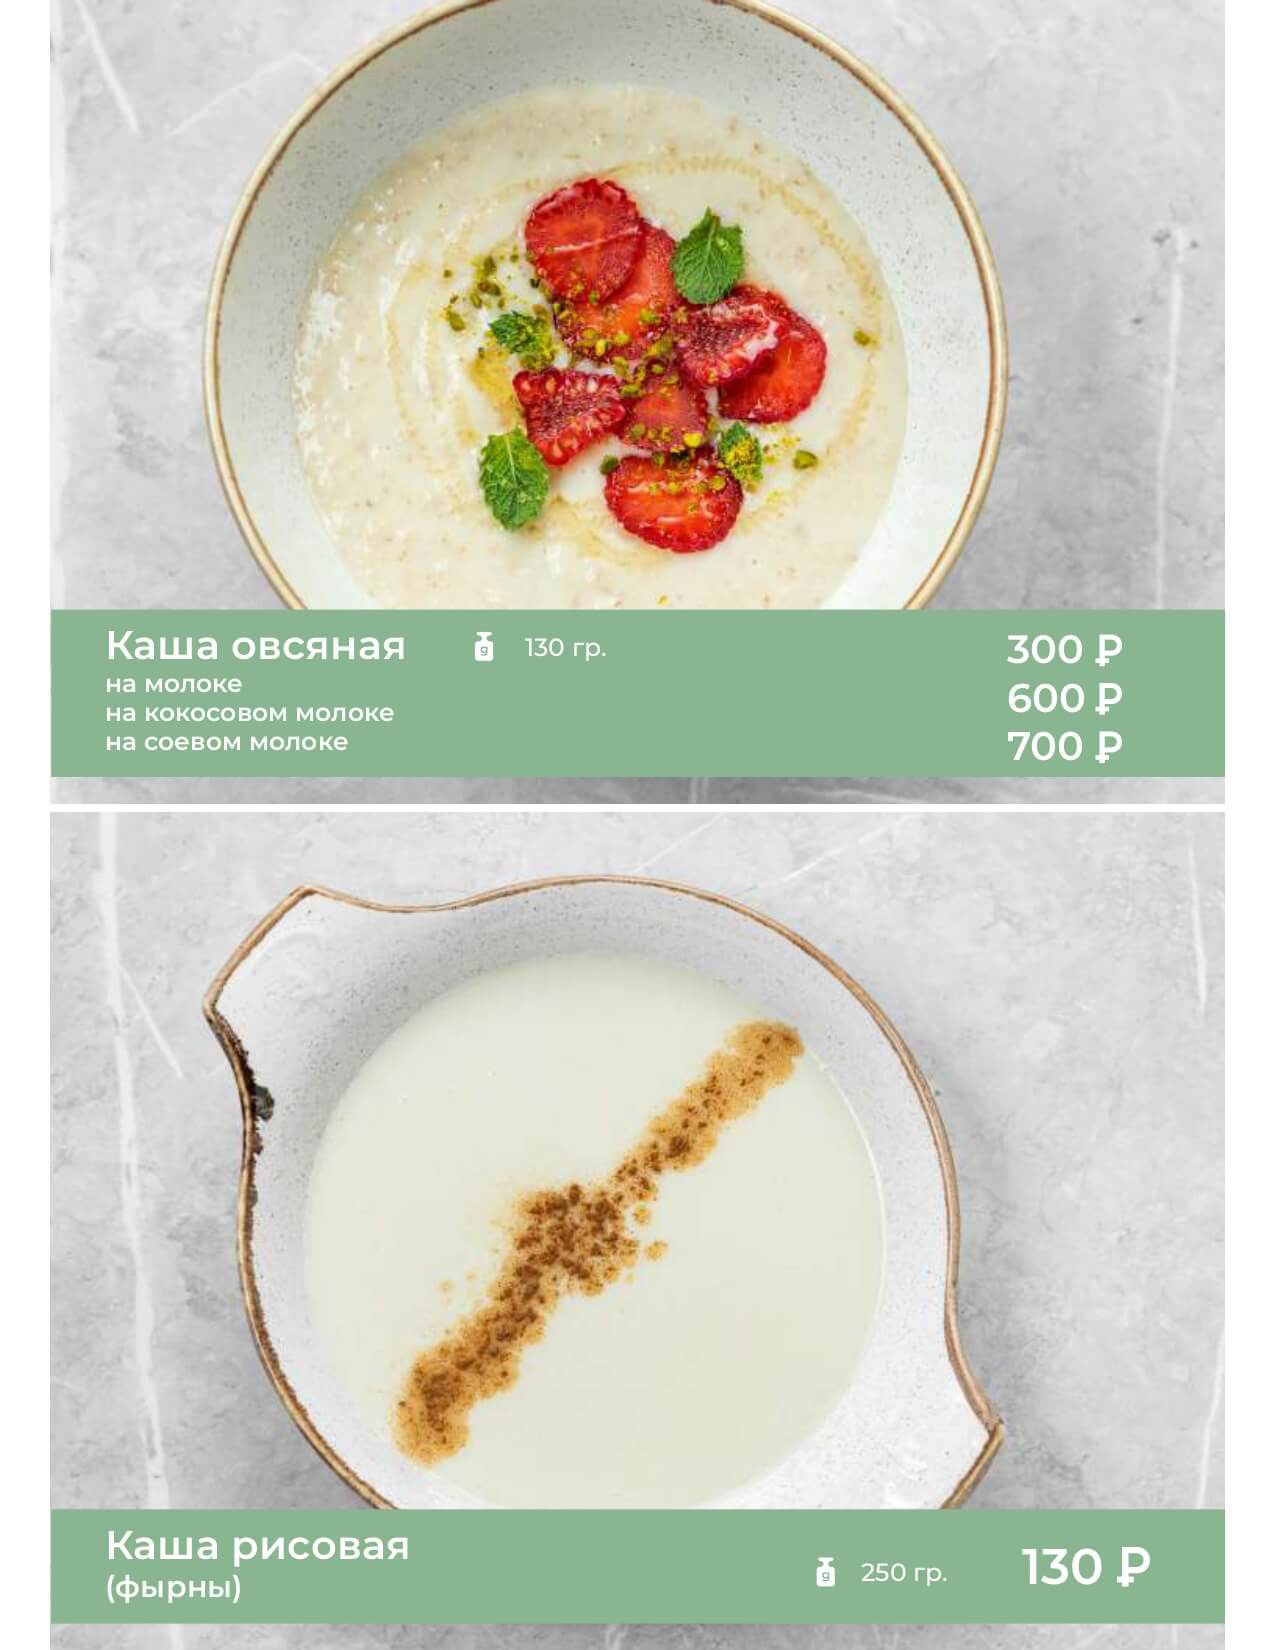 Каша овсяная 130 гр. 300 ₽
на молоке
на кокосовом молоке 600 ₽
на соевом молоке 700 ₽
Каша рисовая
(фырны) 250 гр. 130 ₽